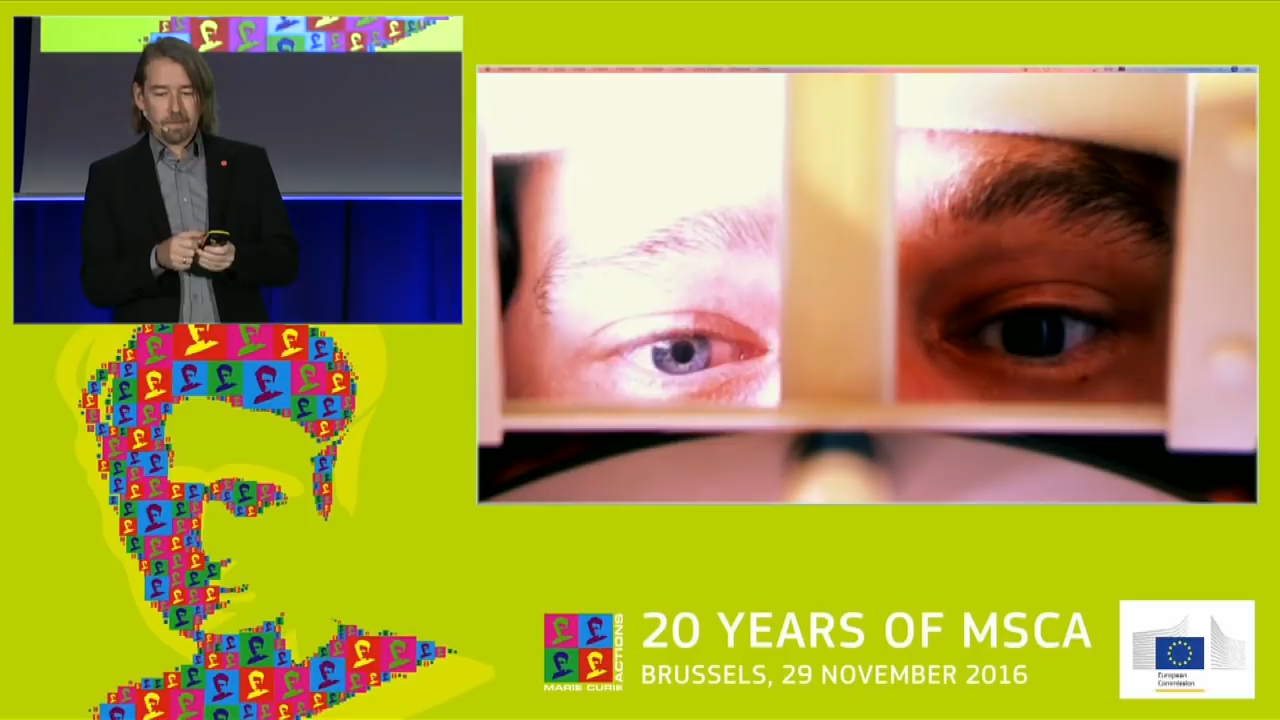 20 YEARS OF MSCA
BRUSSELS, 29 NOVEMBER 2016
MARIE CURIE
ACTIONS
European
Commission